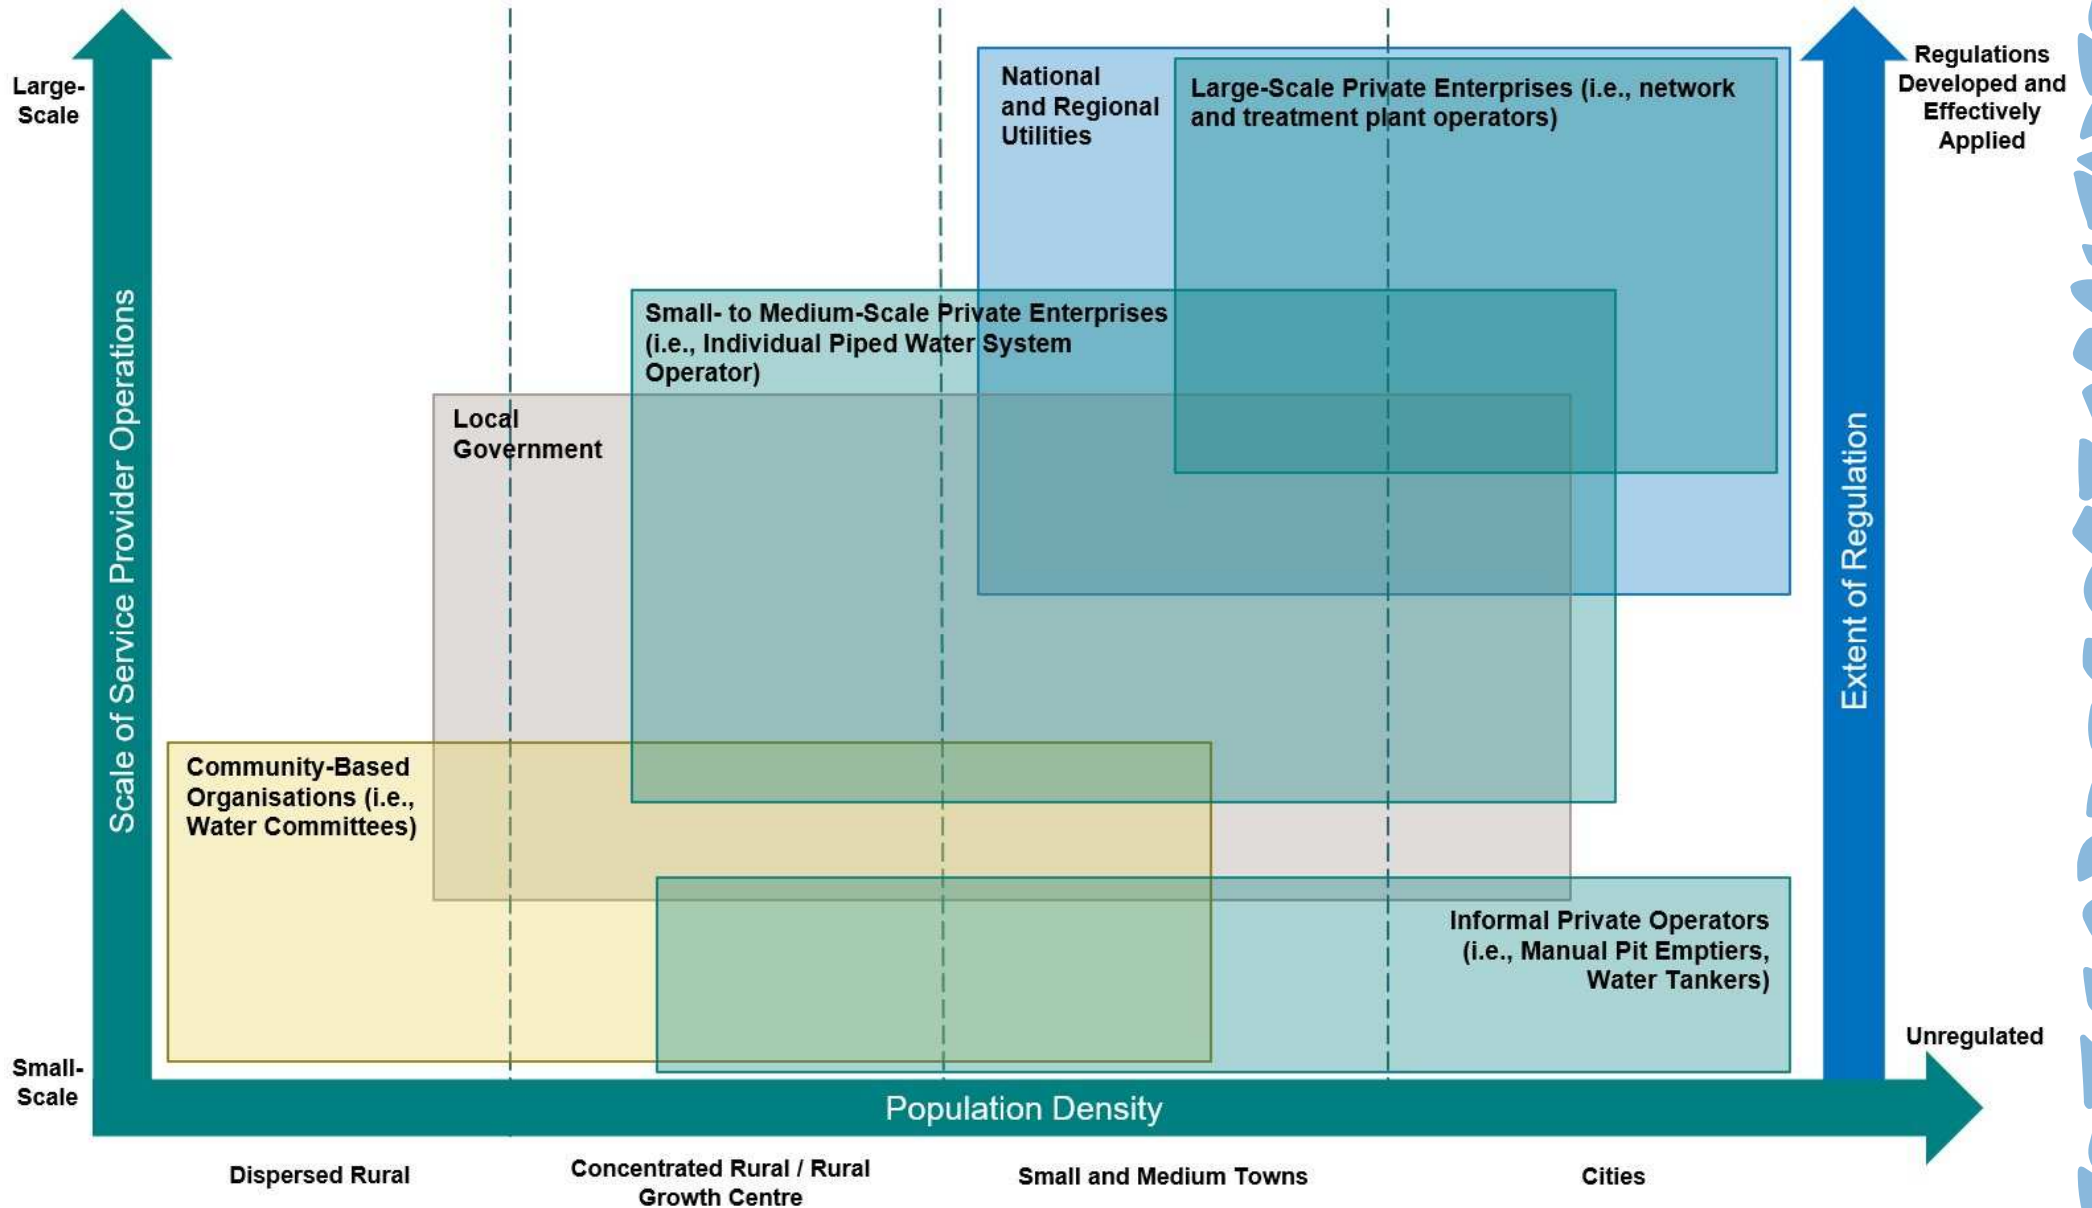 Large-
Scale
National
and Regional
Utilities
Large-Scale Private Enterprises (i.e., network
and treatment plant operators)
Regulations
Developed and
Effectively
Applied
Small- to Medium-Scale Private Enterprises
(i.e., Individual Piped Water System
Operator)
Local
Government
Scale of Service Provider Operations
Extent of Regulation
Community-Based
Organisations (i.e.,
Water Committees)
Informal Private Operators
(i.e., Manual Pit Emptiers,
Water Tankers)
Unregulated
Small-
Scale
Population Density
Dispersed Rural
Concentrated Rural / Rural
Growth Centre
Small and Medium Towns
Cities